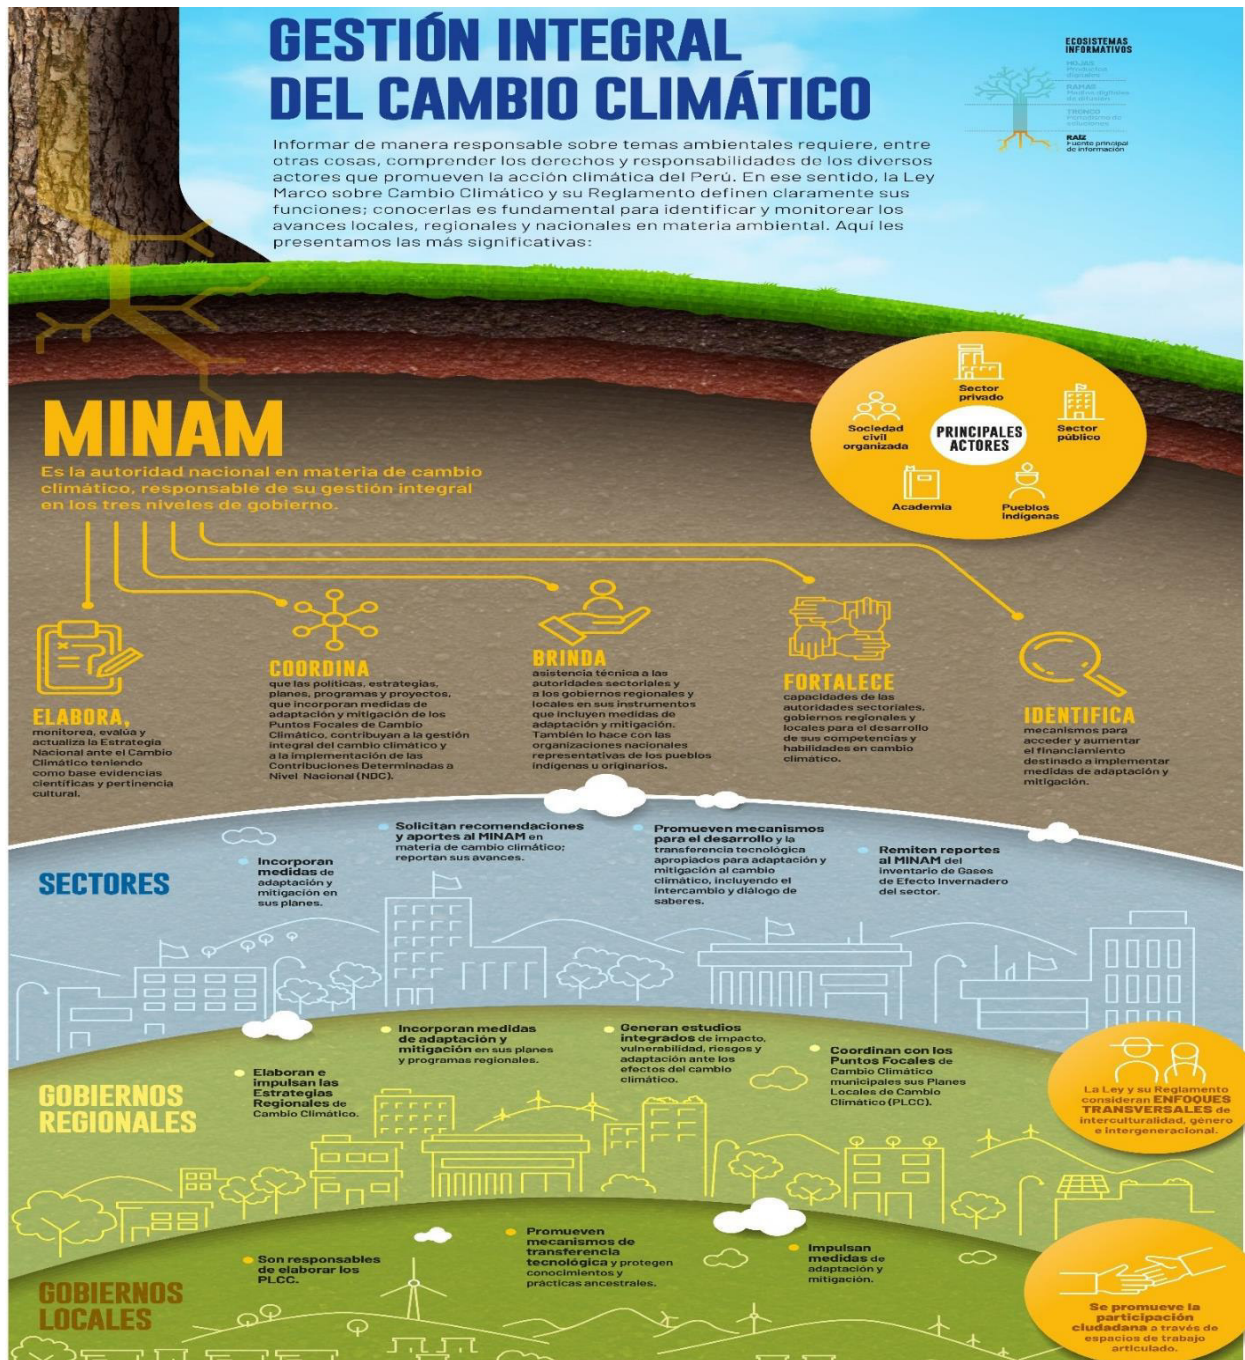 GESTIÓN INTEGRAL
DEL CAMBIO CLIMÁTICO
Informar de manera responsable sobre temas ambientales requiere, entre
otras cosas, comprender los derechos y responsabilidades de los diversos
actores que promueven la acción climática del Perú. En ese sentido, la Ley
Marco sobre Cambio Climático y su Reglamento definen claramente sus
funciones; conocerlas es fundamental para identificar y monitorear los
avances locales, regionales y nacionales en materia ambiental. Aquí les
presentamos las más significativas:
ECOSISTEMAS
INFORMATIVOS
HOJAS
Productos
digitales
RAMAS
Medios digitales
de difusión
TRONCO
Periodismo de
soluciones
RAÍZ
Fuente principal
de información
MINAM
Es la autoridad nacional en materia de cambio
climático, responsable de su gestión integral
en los tres niveles de gobierno.
PRINCIPALES
ACTORES
Sector
privado
Sector
público
Pueblos
Indígenas
Academia
Sociedad
civil
organizada
ELABORA,
monitorea, evalúa y
actualiza la Estrategia
Nacional ante el Cambio
Climático teniendo
como base evidencias
científicas y pertinencia
cultural.
COORDINA
que las políticas, estrategias,
planes, programas y proyectos,
que incorporan medidas de
adaptación y mitigación de los
Puntos Focales de Cambio
Climático, contribuyan a la gestión
integral del cambio climático y
a la implementación de las
Contribuciones Determinadas a
Nivel Nacional (NDC).
BRINDA
asistencia técnica a las
autoridades sectoriales y
a los gobiernos regionales y
locales en sus instrumentos
que incluyen medidas de
adaptación y mitigación.
También lo hace con las
organizaciones nacionales
representativas de los pueblos
indígenas u originarios.
FORTALECE
capacidades de las
autoridades sectoriales,
gobiernos regionales y
locales para el desarrollo
de sus competencias y
habilidades en cambio
climático.
IDENTIFICA
mecanismos para
acceder y aumentar
el financiamiento
destinado a implementar
medidas de adaptación y
mitigación.
SECTORES
Incorporan
medidas de
adaptación y
mitigación en
sus planes.
Solicitan recomendaciones
y aportes al MINAM en
materia de cambio climático;
reportan sus avances.
Promueven mecanismos
para el desarrollo y la
transferencia tecnológica
apropiados para adaptación y
mitigación al cambio
climático, incluyendo el
intercambio y diálogo de
saberes.
Remiten reportes
al MINAM del
inventario de Gases
de Efecto Invernadero
del sector.
GOBIERNOS
REGIONALES
Elaboran e
impulsan las
Estrategias
Regionales de
Cambio Climático.
Incorporan medidas
de adaptación y
mitigación en sus planes
y programas regionales.
Generan estudios
integrados de impacto,
vulnerabilidad, riesgos y
adaptación ante los
efectos del cambio
climático.
Coordinan con los
Puntos Focales de
Cambio Climático
municipales sus Planes
Locales de Cambio
Climático (PLCC).
La Ley y su Reglamento
consideran ENFOQUES
TRANSVERSALES de
interculturalidad, género
e intergeneracional.
GOBIERNOS
LOCALES
Son responsables
de elaborar los
PLCC.
Promueven
mecanismos de
transferencia
tecnológica y protegen
conocimientos y
prácticas ancestrales.
Impulsan
medidas de
adaptación y
mitigación.
Se promueve la
participación
ciudadana a través de
espacios de trabajo
articulado.